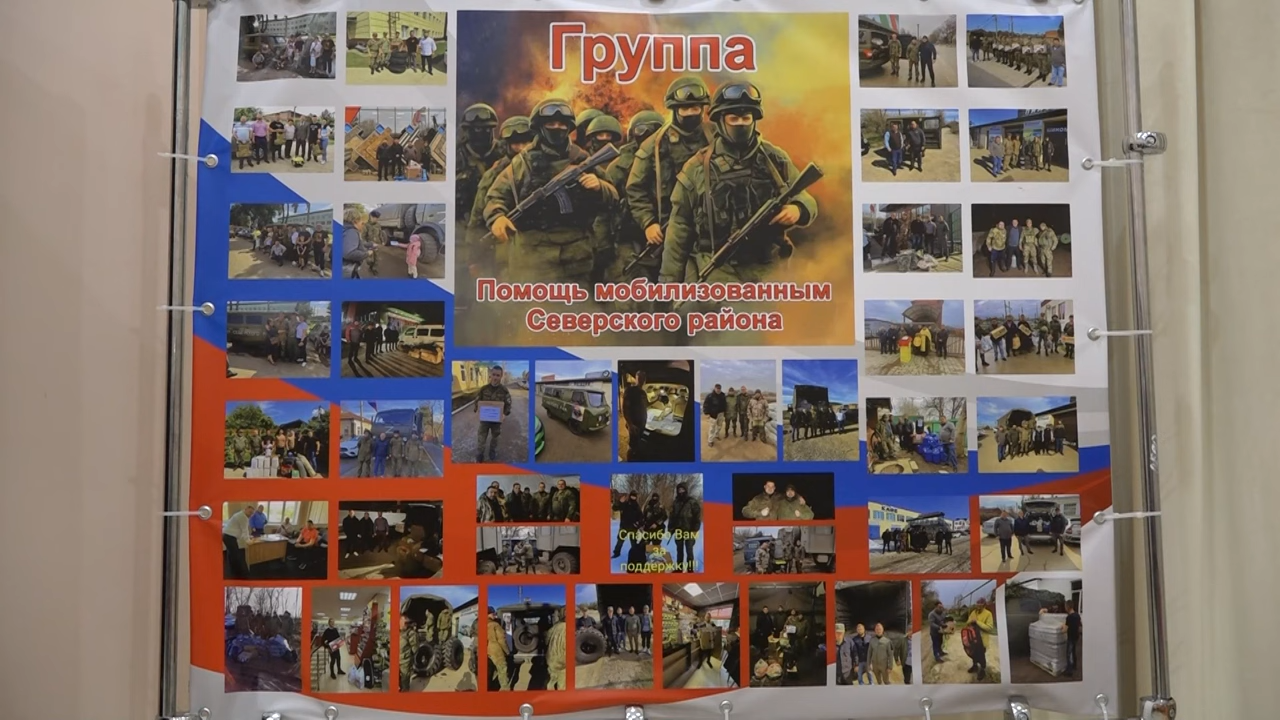 Группа
Помощь мобилизованным
Северского района
Спасибо Вам
за
поддержку!!!